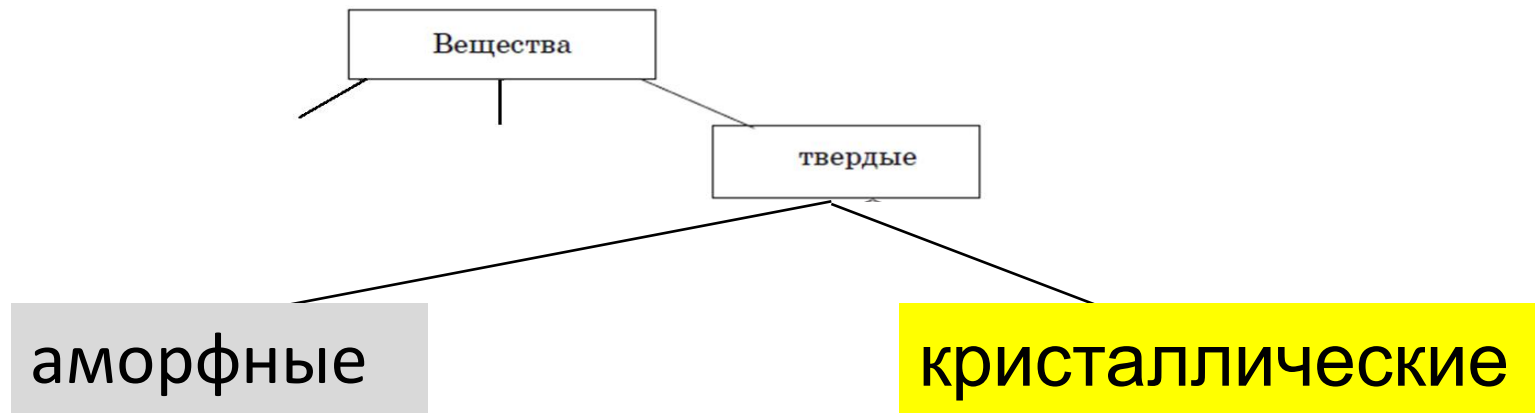 Вещества
твердые
аморфные
кристаллические